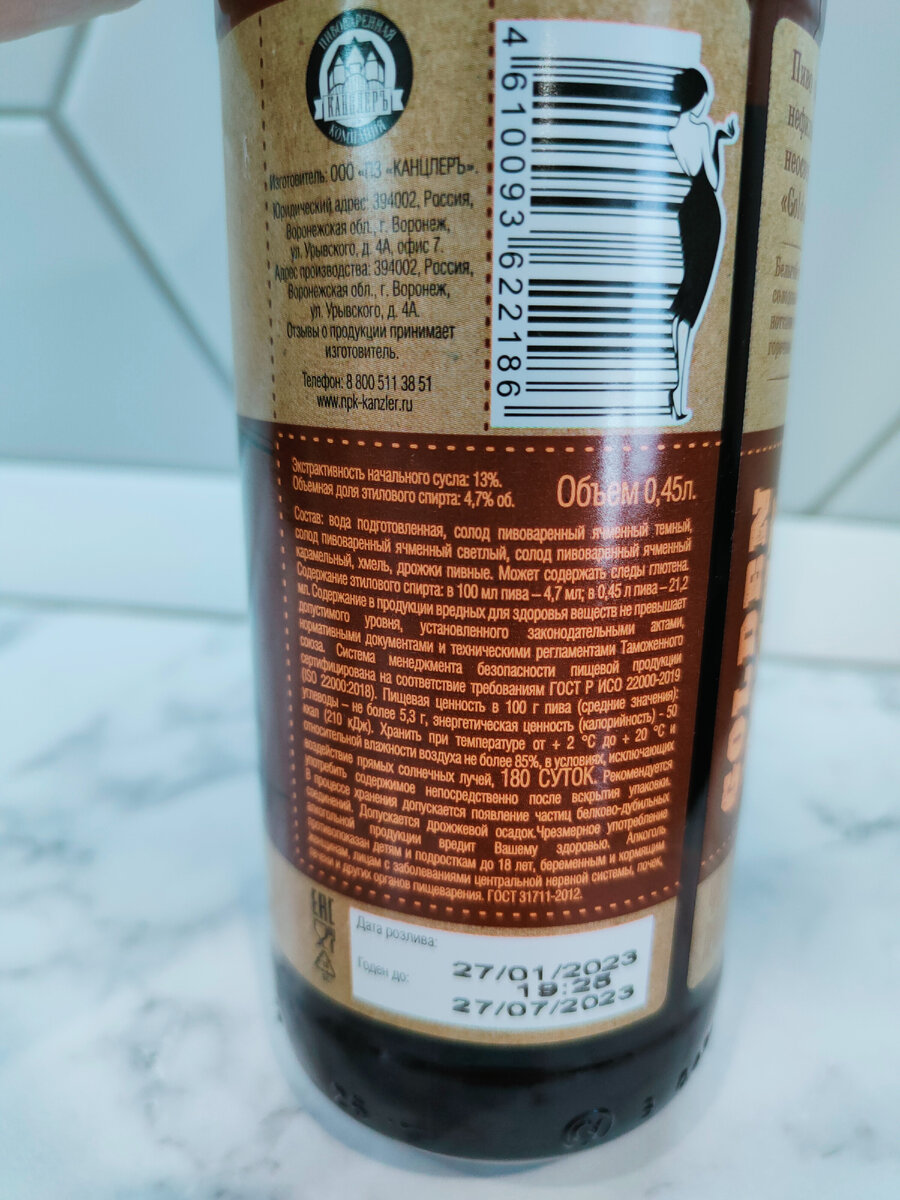 ПИВОВАРЕННАЯ
КАНЦЛЕРЪ
КОМПАНИЯ
Изготовитель: ООО «ПЗ «КАНЦЛЕРЪ».
Юридический адрес: 394002, Россия,
Воронежская обл., г. Воронеж,
ул. Урывского, д. 4А, офис 7.
Адрес производства: 394002, Россия,
Воронежская обл., г. Воронеж,
ул. Урывского, д. 4А.
Отзывы о продукции принимает
изготовитель.
Телефон: 8 800 511 38 51
www.npk-kanzler.ru
4 610093 622186
Экстрактивность начального сусла: 13%.
Объемная доля этилового спирта: 4,7% об.
Объем 0,45л.
Состав: вода подготовленная, солод пивоваренный ячменный темный,
солод пивоваренный ячменный светлый, солод пивоваренный ячменный
карамельный, хмель, дрожжи пивные. Может содержать следы глютена.
Содержание этилового спирта: в 100 мл пива – 4,7 мл; в 0,45 л пива – 21,2
мл. Содержание в продукции вредных для здоровья веществ не превышает
допустимого уровня, установленного законодательными актами,
нормативными документами и техническими регламентами Таможенного
союза. Система менеджмента безопасности пищевой продукции
сертифицирована на соответствие требованиям ГОСТ Р ИСО 22000-2019
(ISO 22000:2018). Пищевая ценность в 100 г пива (средние значения):
углеводы – не более 5,3 г, энергетическая ценность (калорийность) - 50
ккал (210 кДж). Хранить при температуре от + 2 °С до + 20 °С и
относительной влажности воздуха не более 85%, в условиях, исключающих
воздействие прямых солнечных лучей, 180 СУТОК. Рекомендуется
употребить содержимое непосредственно после вскрытия упаковки.
В процессе хранения допускается появление частиц белково-дубильных
соединений. Допускается дрожжевой осадок.Чрезмерное употребление
алкогольной продукции вредит Вашему здоровью. Алкоголь
противопоказан детям и подросткам до 18 лет, беременным и кормящим
женщинам, лицам с заболеваниями центральной нервной системы, почек,
печени и других органов пищеварения. ГОСТ 31711-2012.
EAC
Дата розлива:
Годен до:
27/01/2023
19:25
27/07/2023
GOLDEN